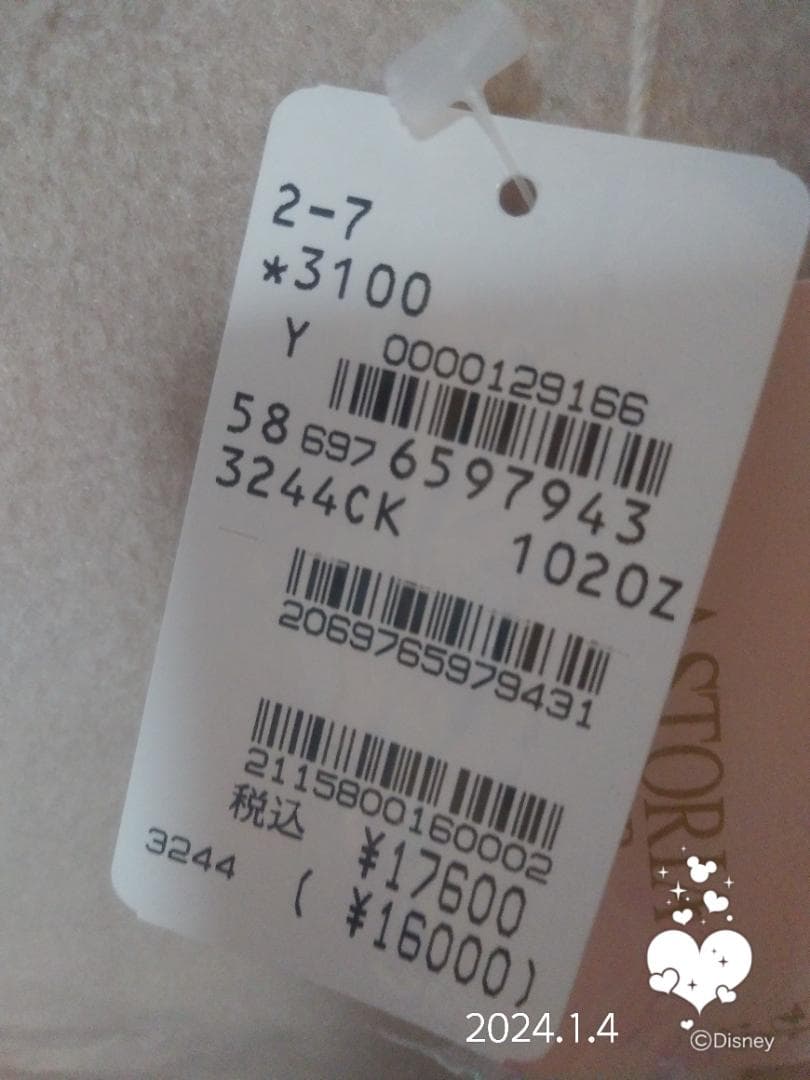 2-7
*3100
Y 0000129166
58 697 6597943
3244CK 1020Z
2069765979431
2115800160002
税込 ¥17600
3244 ( ¥16000)
2024.1.4
©Disney